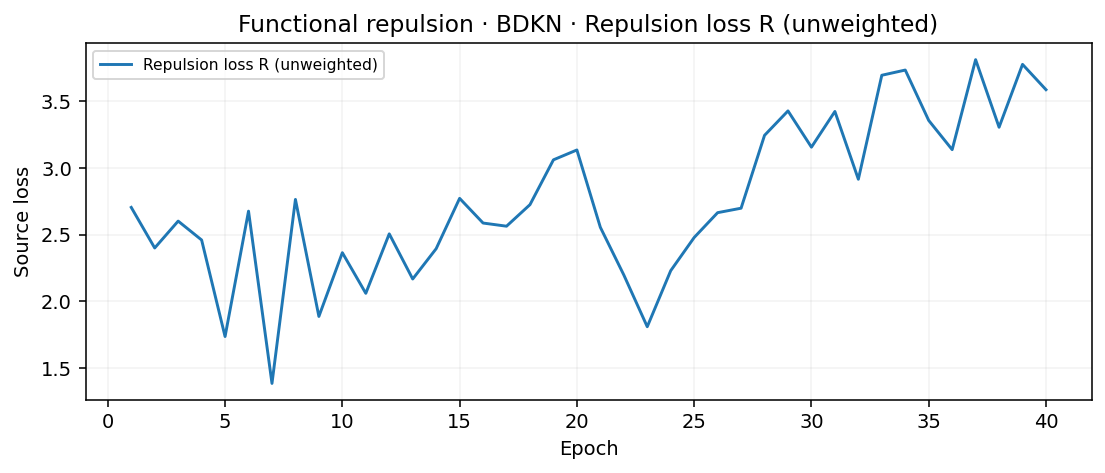 Functional repulsion · BDKN · Repulsion loss R (unweighted)
Repulsion loss R (unweighted)
Source loss
3.5
3.0
2.5
2.0
1.5
0 5 10 15 20 25 30 35 40
Epoch